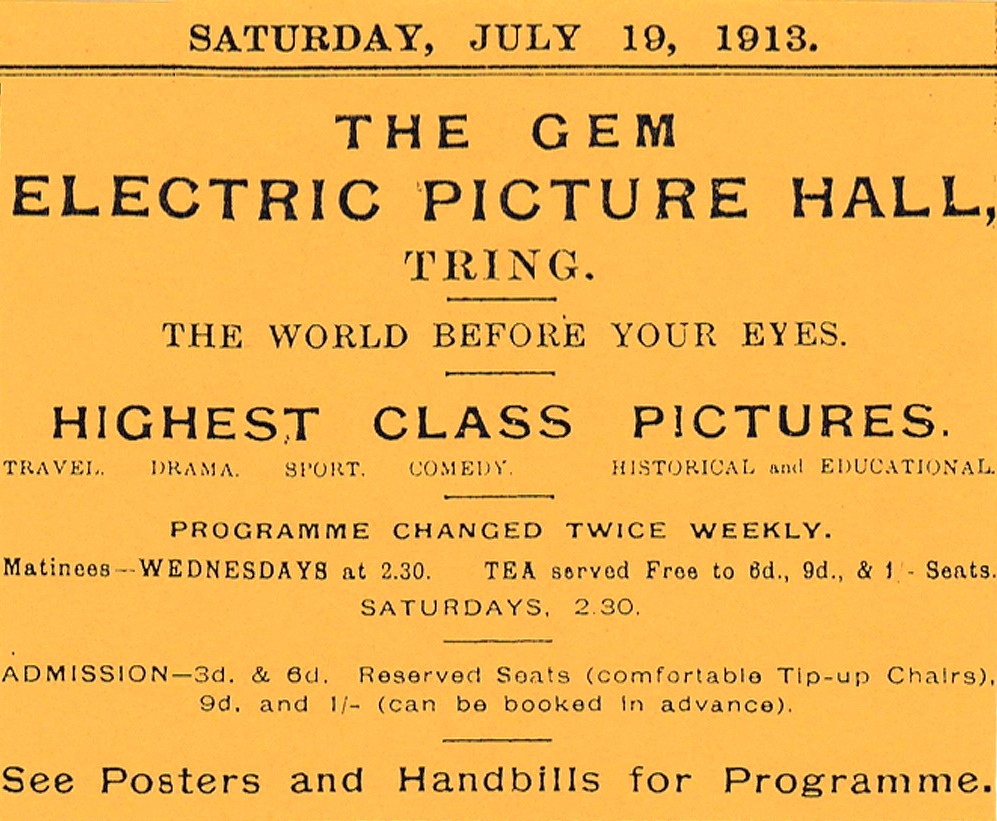 SATURDAY, JULY 19, 1913.
THE GEM
ELECTRIC PICTURE HALL,
TRING.
THE WORLD BEFORE YOUR EYES.
HIGHEST CLASS PICTURES.
TRAVEL. DRAMA. SPORT. COMEDY. HISTORICAL and EDUCATIONAL.
PROGRAMME CHANGED TWICE WEEKLY.
Matinees—WEDNESDAYS at 2.30. TEA served Free to 6d., 9d., & 1/- Seats.
SATURDAYS, 2.30.
ADMISSION—3d. & 6d. Reserved Seats (comfortable Tip-up Chairs),
9d. and 1/- (can be booked in advance).
See Posters and Handbills for Programme.